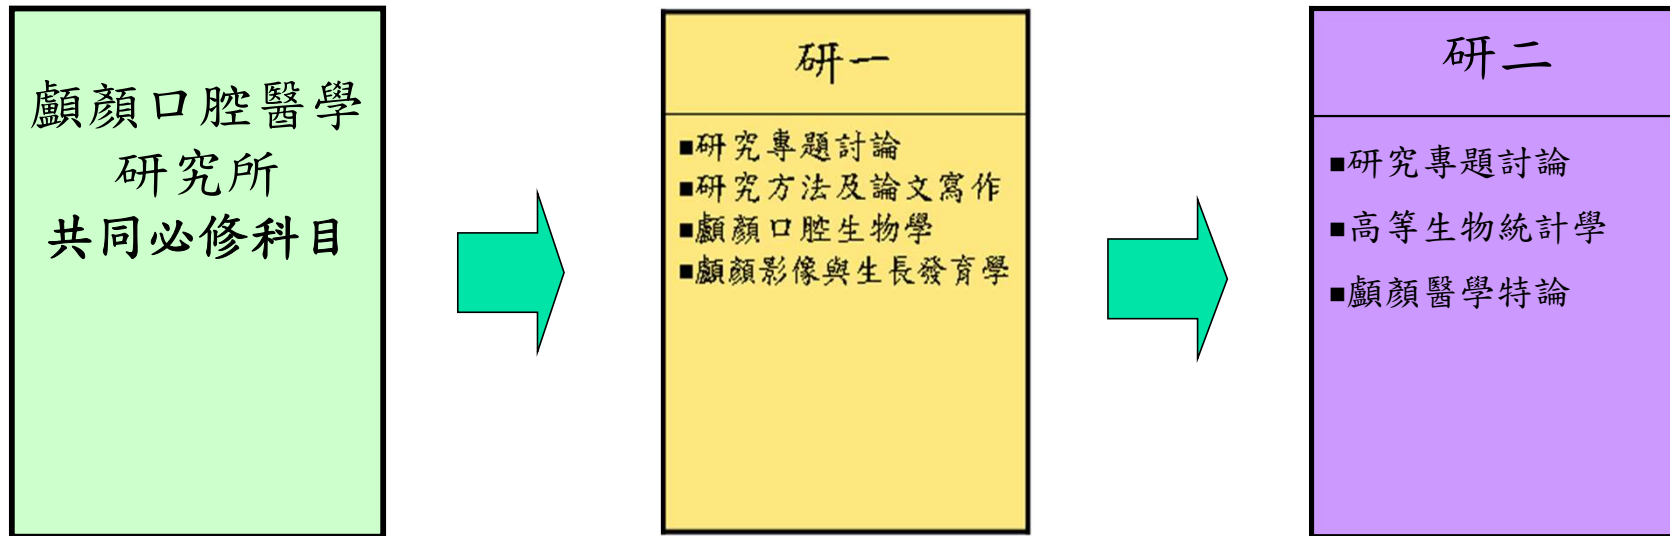 顱顏口腔醫學
研究所
共同必修科目
研一
■研究專題討論
■研究方法及論文寫作
■顱顏口腔生物學
■顱顏影像與生長發育學
研二
■研究專題討論
■高等生物統計學
■顱顏醫學特論